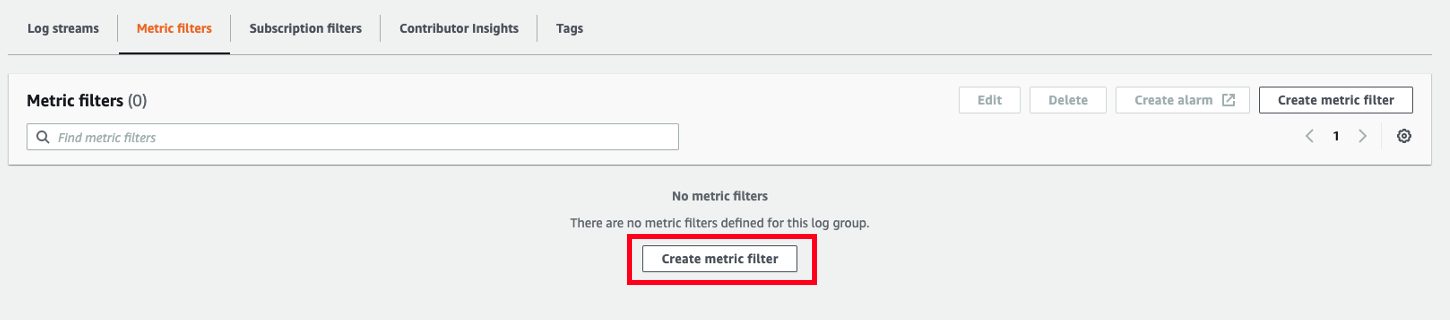 Log streams Metric filters Subscription filters Contributor Insights Tags
Metric filters (0) Edit Delete Create alarm Create metric filter
Find metric filters 1
No metric filters
There are no metric filters defined for this log group.
Create metric filter